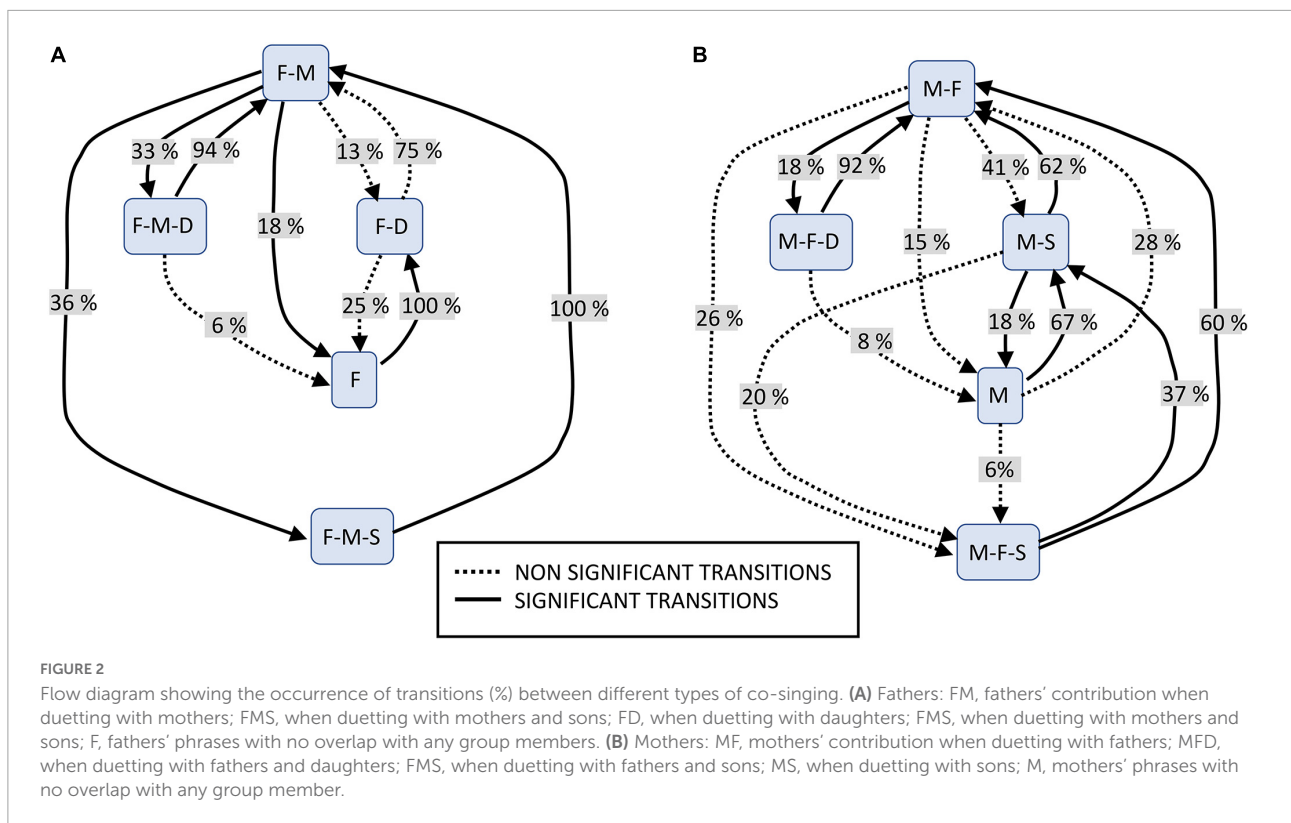 A
F-M
33 %
94 %
13 %
75 %
F-M-D
18 %
F-D
36 %
6 %
25 %
100 %
100 %
F
F-M-S
B
M-F
18 %
92 %
41 %
62 %
M-F-D
15 %
M-S
28 %
26 %
8 %
18 %
67 %
60 %
20 %
M
37 %
6%
M-F-S
NON SIGNIFICANT TRANSITIONS
SIGNIFICANT TRANSITIONS
FIGURE 2
Flow diagram showing the occurrence of transitions (%) between different types of co-singing. (A) Fathers: FM, fathers’ contribution when
duetting with mothers; FMS, when duetting with mothers and sons; FD, when duetting with daughters; FMS, when duetting with mothers and
sons; F, fathers’ phrases with no overlap with any group members. (B) Mothers: MF, mothers’ contribution when duetting with fathers; MFD,
when duetting with fathers and daughters; FMS, when duetting with fathers and sons; MS, when duetting with sons; M, mothers’ phrases with
no overlap with any group member.